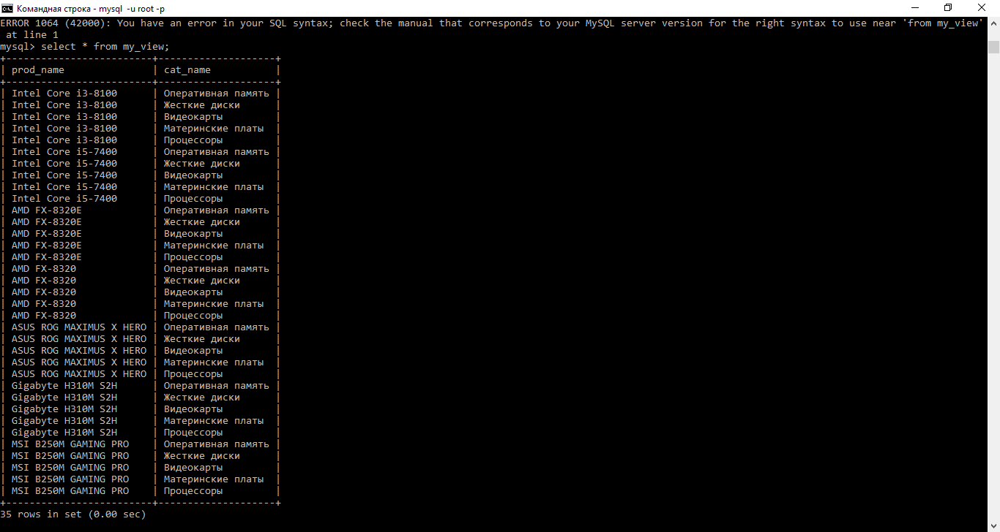 Командная строка - mysql -u root -p
ERROR 1064 (42000): You have an error in your SQL syntax; check the manual that corresponds to your MySQL server version for the right syntax to use near 'from my_view'
 at line 1
mysql> select * from my_view;
+-------------------------+--------------------+
| prod_name               | cat_name           |
+-------------------------+--------------------+
| Intel Core i3-8100      | Оперативная память |
| Intel Core i3-8100      | Жесткие диски      |
| Intel Core i3-8100      | Видеокарты         |
| Intel Core i3-8100      | Материнские платы  |
| Intel Core i3-8100      | Процессоры         |
| Intel Core i5-7400      | Оперативная память |
| Intel Core i5-7400      | Жесткие диски      |
| Intel Core i5-7400      | Видеокарты         |
| Intel Core i5-7400      | Материнские платы  |
| Intel Core i5-7400      | Процессоры         |
| AMD FX-8320E            | Оперативная память |
| AMD FX-8320E            | Жесткие диски      |
| AMD FX-8320E            | Видеокарты         |
| AMD FX-8320E            | Материнские платы  |
| AMD FX-8320E            | Процессоры         |
| AMD FX-8320             | Оперативная память |
| AMD FX-8320             | Жесткие диски      |
| AMD FX-8320             | Видеокарты         |
| AMD FX-8320             | Материнские платы  |
| AMD FX-8320             | Процессоры         |
| ASUS ROG MAXIMUS X HERO | Оперативная память |
| ASUS ROG MAXIMUS X HERO | Жесткие диски      |
| ASUS ROG MAXIMUS X HERO | Видеокарты         |
| ASUS ROG MAXIMUS X HERO | Материнские платы  |
| ASUS ROG MAXIMUS X HERO | Процессоры         |
| Gigabyte H310M S2H      | Оперативная память |
| Gigabyte H310M S2H      | Жесткие диски      |
| Gigabyte H310M S2H      | Видеокарты         |
| Gigabyte H310M S2H      | Материнские платы  |
| Gigabyte H310M S2H      | Процессоры         |
| MSI B250M GAMING PRO    | Оперативная память |
| MSI B250M GAMING PRO    | Жесткие диски      |
| MSI B250M GAMING PRO    | Видеокарты         |
| MSI B250M GAMING PRO    | Материнские платы  |
| MSI B250M GAMING PRO    | Процессоры         |
+-------------------------+--------------------+
35 rows in set (0.00 sec)